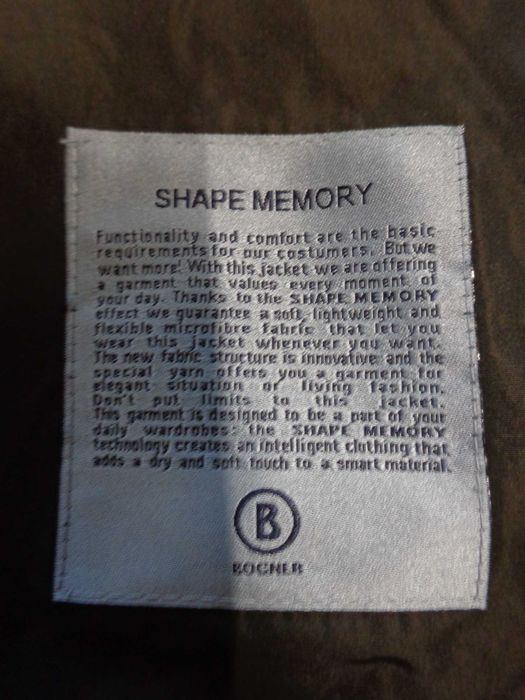 SHAPE MEMORY
Functionality and comfort are the basic
requirements for our costumers. But we
want more! With this jacket we are offering
a garment that values every moment of
your day. Thanks to the SHAPE MEMORY
effect we guarantee a soft, lightweight and
flexible microfibre fabric that let you
wear this jacket whenever you want.
The new fabric structure is innovative and the
special yarn offers you a garment for
elegant situation or living fashion.
Don't put limits to this jacket.
This garment is designed to be a part of your
daily wardrobes: the SHAPE MEMORY
technology creates an intelligent clothing that
adds a dry and soft touch to a smart material.
B
BOGNER